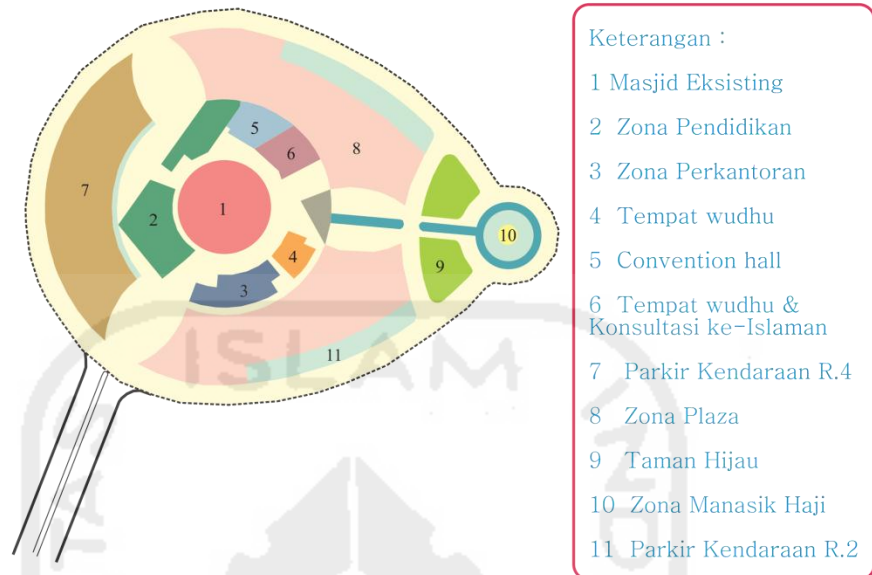 5
6
8
7
1
2
10
4
9
3
11
Keterangan :
1 Masjid Eksisting
2 Zona Pendidikan
3 Zona Perkantoran
4 Tempat wudhu
5 Convention hall
6 Tempat wudhu &
Konsultasi ke-Islaman
7 Parkir Kendaraan R.4
8 Zona Plaza
9 Taman Hijau
10 Zona Manasik Haji
11 Parkir Kendaraan R.2
ISLAM